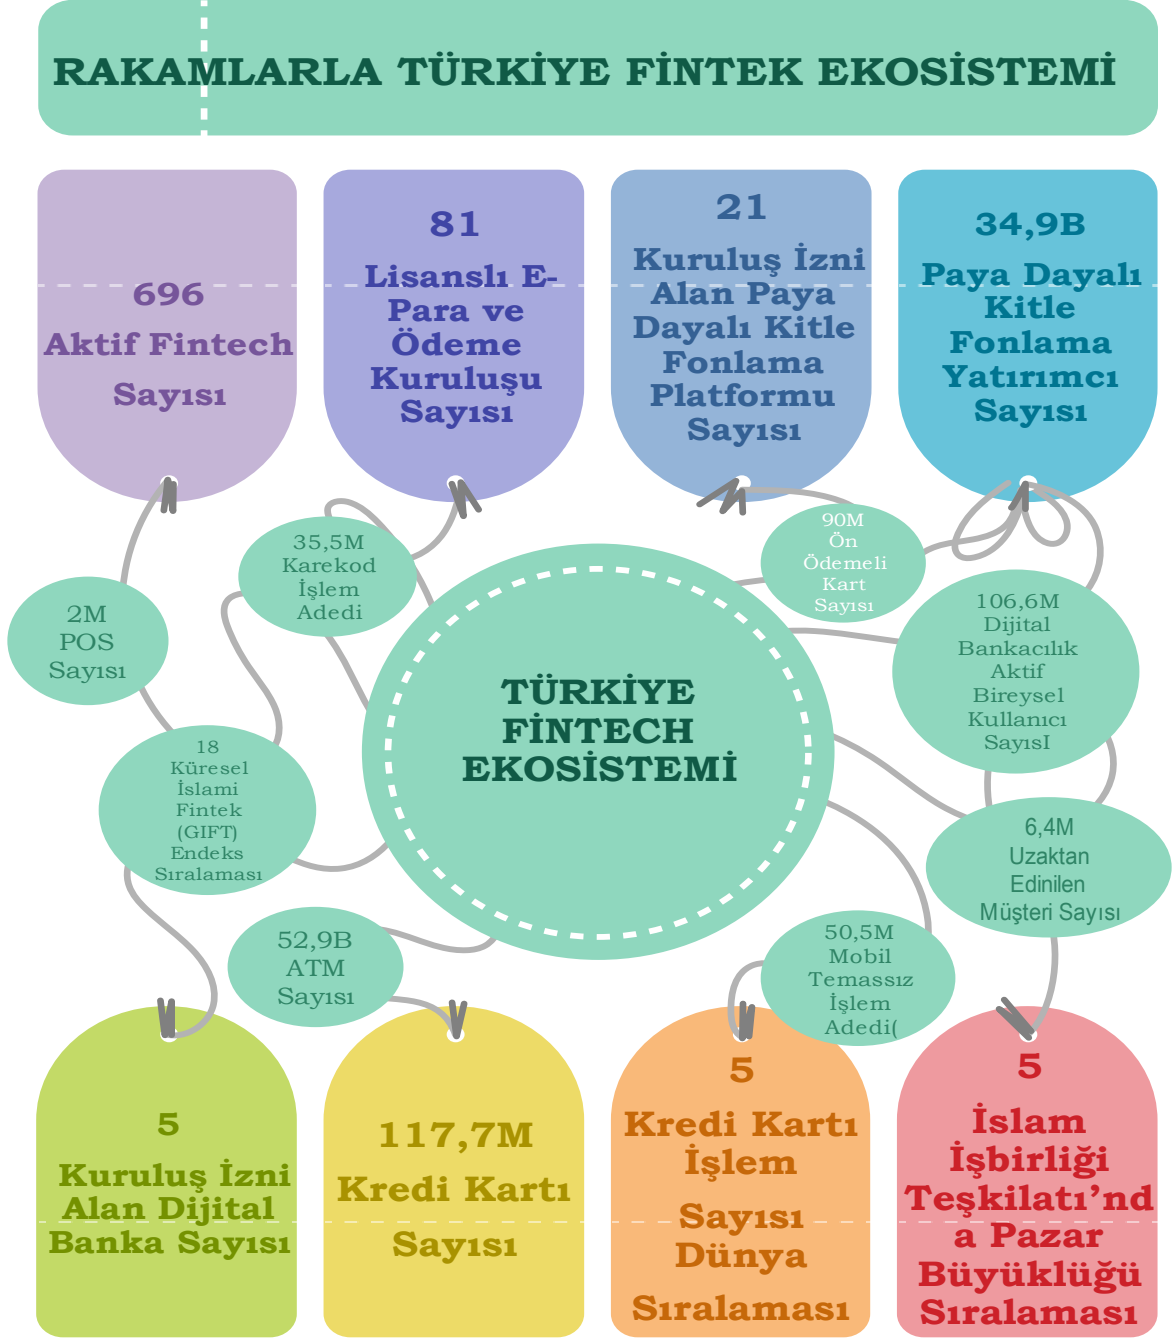 RAKAMLARLA TÜRKİYE FİNTEK EKOSİSTEMİ
696
Aktif Fintech
Sayısı
81
Lisanslı E-
Para ve
Ödeme
Kuruluşu
Sayısı
21
Kuruluş İzni
Alan Paya
Dayalı Kitle
Fonlama
Platformu
Sayısı
34,9B
Paya Dayalı
Kitle
Fonlama
Yatırımcı
Sayısı
2M
POS
Sayısı
35,5M
Karekod
İşlem
Adedi
90M
Ön
Ödemeli
Kart
Sayısı
106,6M
Dijital
Bankacılık
Aktif
Bireysel
Kullanıcı
SayısI
TÜRKİYE
FİNTECH
EKOSİSTEMİ
18
Küresel
İslami
Fintek
(GIFT)
Endeks
Sıralaması
6,4M
Uzaktan
Edinilen
Müşteri Sayısı
52,9B
ATM
Sayısı
50,5M
Mobil
Temassız
İşlem
Adedi(
5
Kuruluş İzni
Alan Dijital
Banka Sayısı
117,7M
Kredi Kartı
Sayısı
5
Kredi Kartı
İşlem
Sayısı
Dünya
Sıralaması
5
İslam
İşbirliği
Teşkilatı’nd
a Pazar
Büyüklüğü
Sıralaması